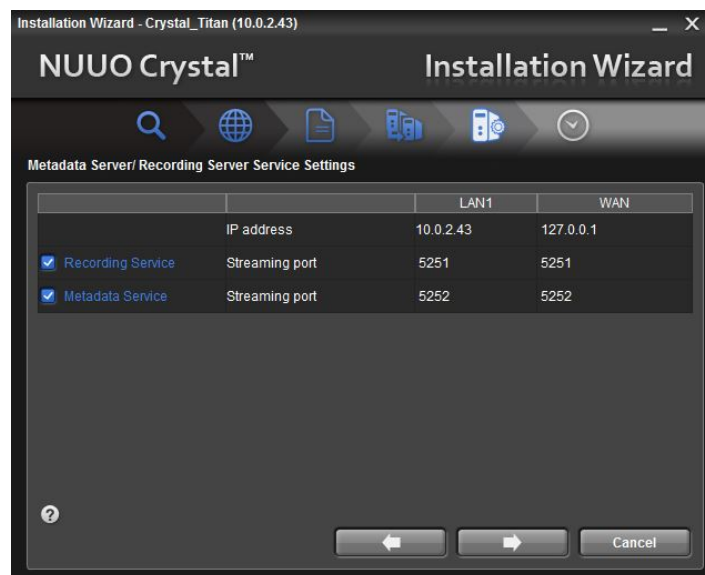 Installation Wizard - Crystal_Titan (10.0.2.43)
NUUO Crystal™ Installation Wizard
Metadata Server/ Recording Server Service Settings
LAN1 WAN
IP address 10.0.2.43 127.0.0.1
Recording Service Streaming port 5251 5251
Metadata Service Streaming port 5252 5252
?
Cancel